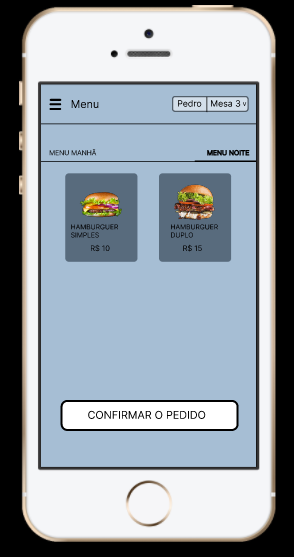 Menu
Pedro Mesa 3 v
MENU MANHÃ
MENU NOITE
HAMBURGUER
SIMPLES
R$ 10
HAMBURGUER
DUPLO
R$ 15
CONFIRMAR O PEDIDO